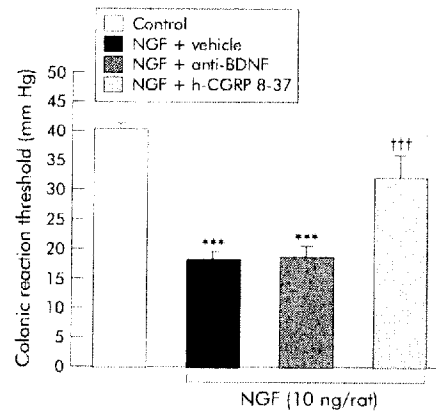 Control
NGF + vehicle
NGF + anti-BDNF
NGF + h-CGRP 8-37
Colonic reaction threshold (mm Hg)
50
45
40
35
30
25
20
15
10
5
0
***
***
†††
NGF (10 ng/rat)